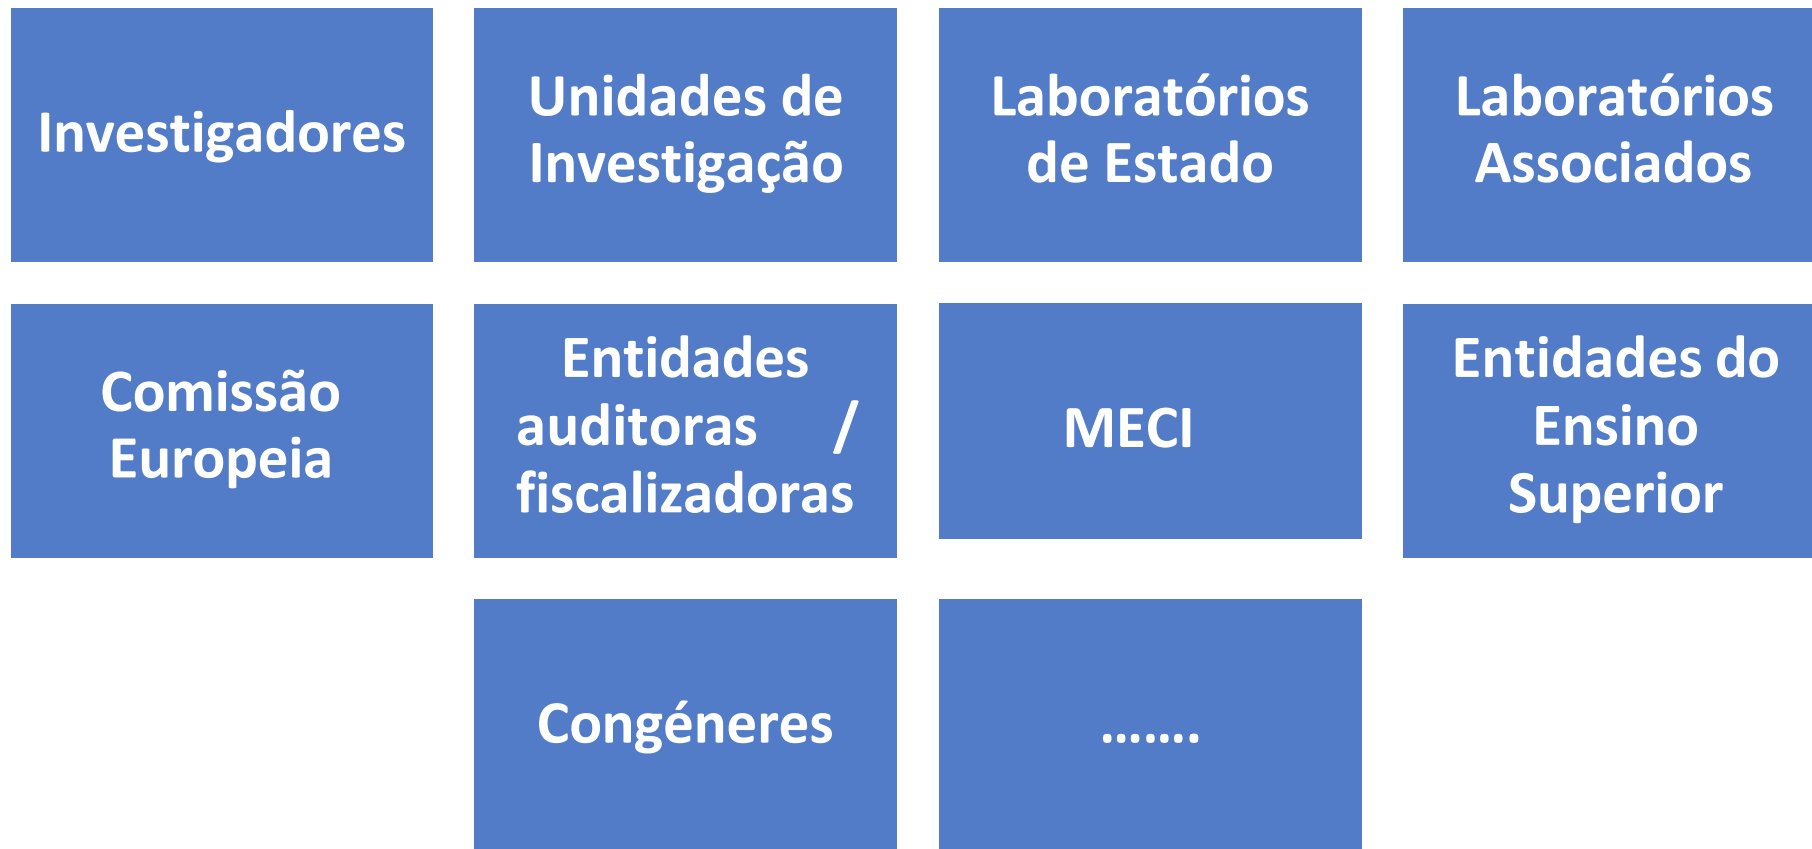 Investigadores
Unidades de
Investigação
Laboratórios
de Estado
Laboratórios
Associados
Comissão
Europeia
Entidades
auditoras /
fiscalizadoras
MECI
Entidades do
Ensino
Superior
Congéneres
.......